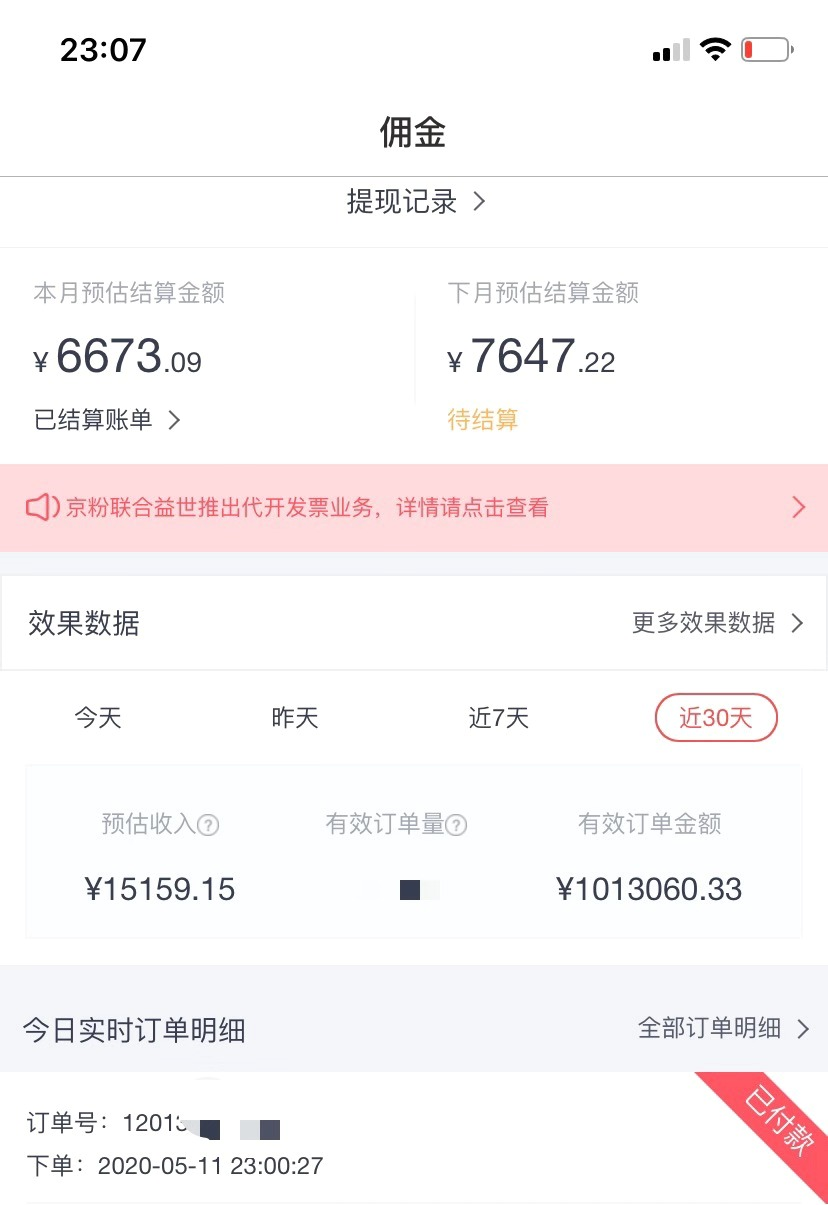 23:07
佣金
提现记录
本月预估结算金额 下月预估结算金额
¥6673.09 ¥7647.22
已结算账单 待结算
京粉联合益世推出代开发票业务，详情请点击查看
效果数据 更多效果数据
今天 昨天 近7天 近30天
预估收入? 有效订单量? 有效订单金额
¥15159.15 ¥1013060.33
今日实时订单明细 全部订单明细
已付款
订单号：12013
下单：2020-05-11 23:00:27